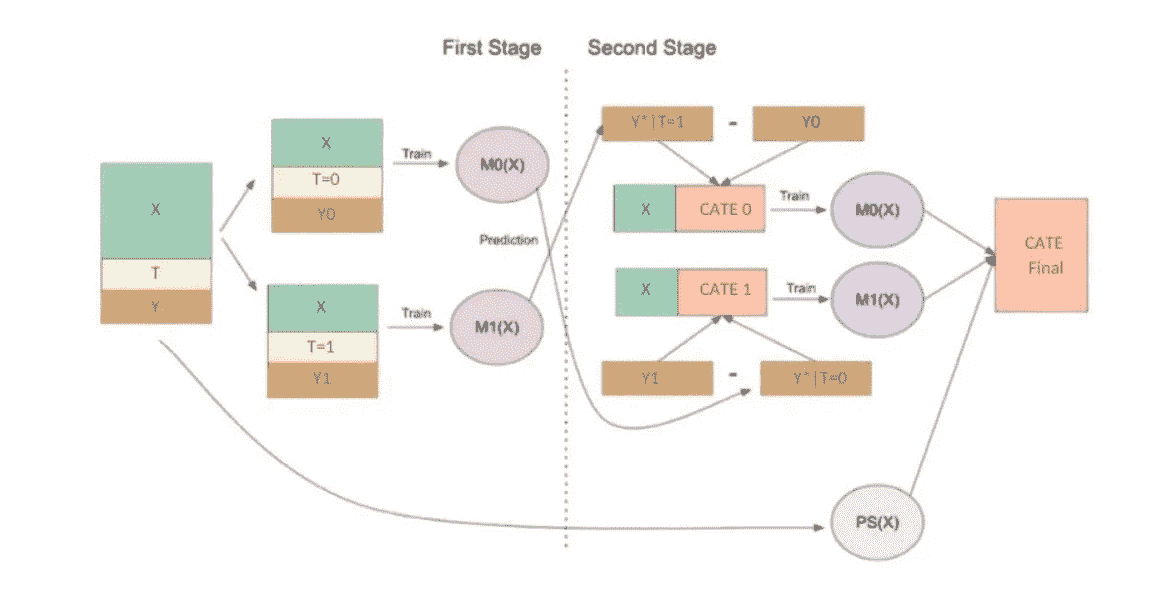 First Stage
Second Stage
X
T
Y
X
T=0
Y0
Train
M0(X)
X
T=1
Y1
Train
M1(X)
Prediction
Y*|T=1
-
Y0
X
CATE 0
Train
M0(X)
X
CATE 1
Train
M1(X)
Y1
-
Y*|T=0
CATE
Final
PS(X)